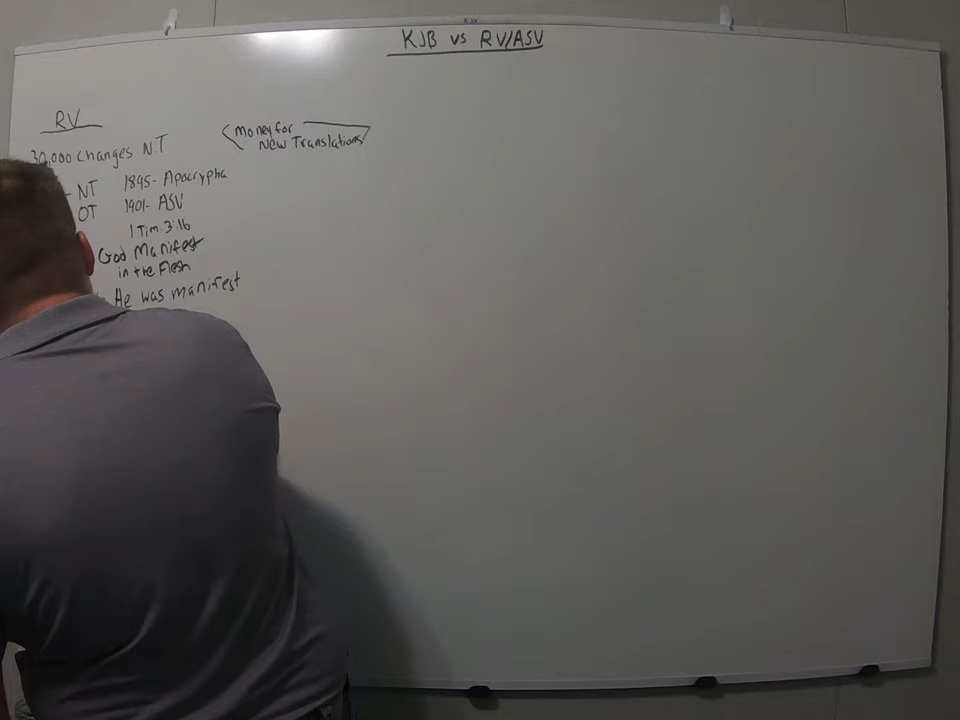 KJB vs RV/ASV
RV
30,000 changes N.T
money for
New Translations
- NT 1895- Apocrypha
OT 1901- ASV
1 Tim. 3:16
God Manifest
in the Flesh
He was manifest